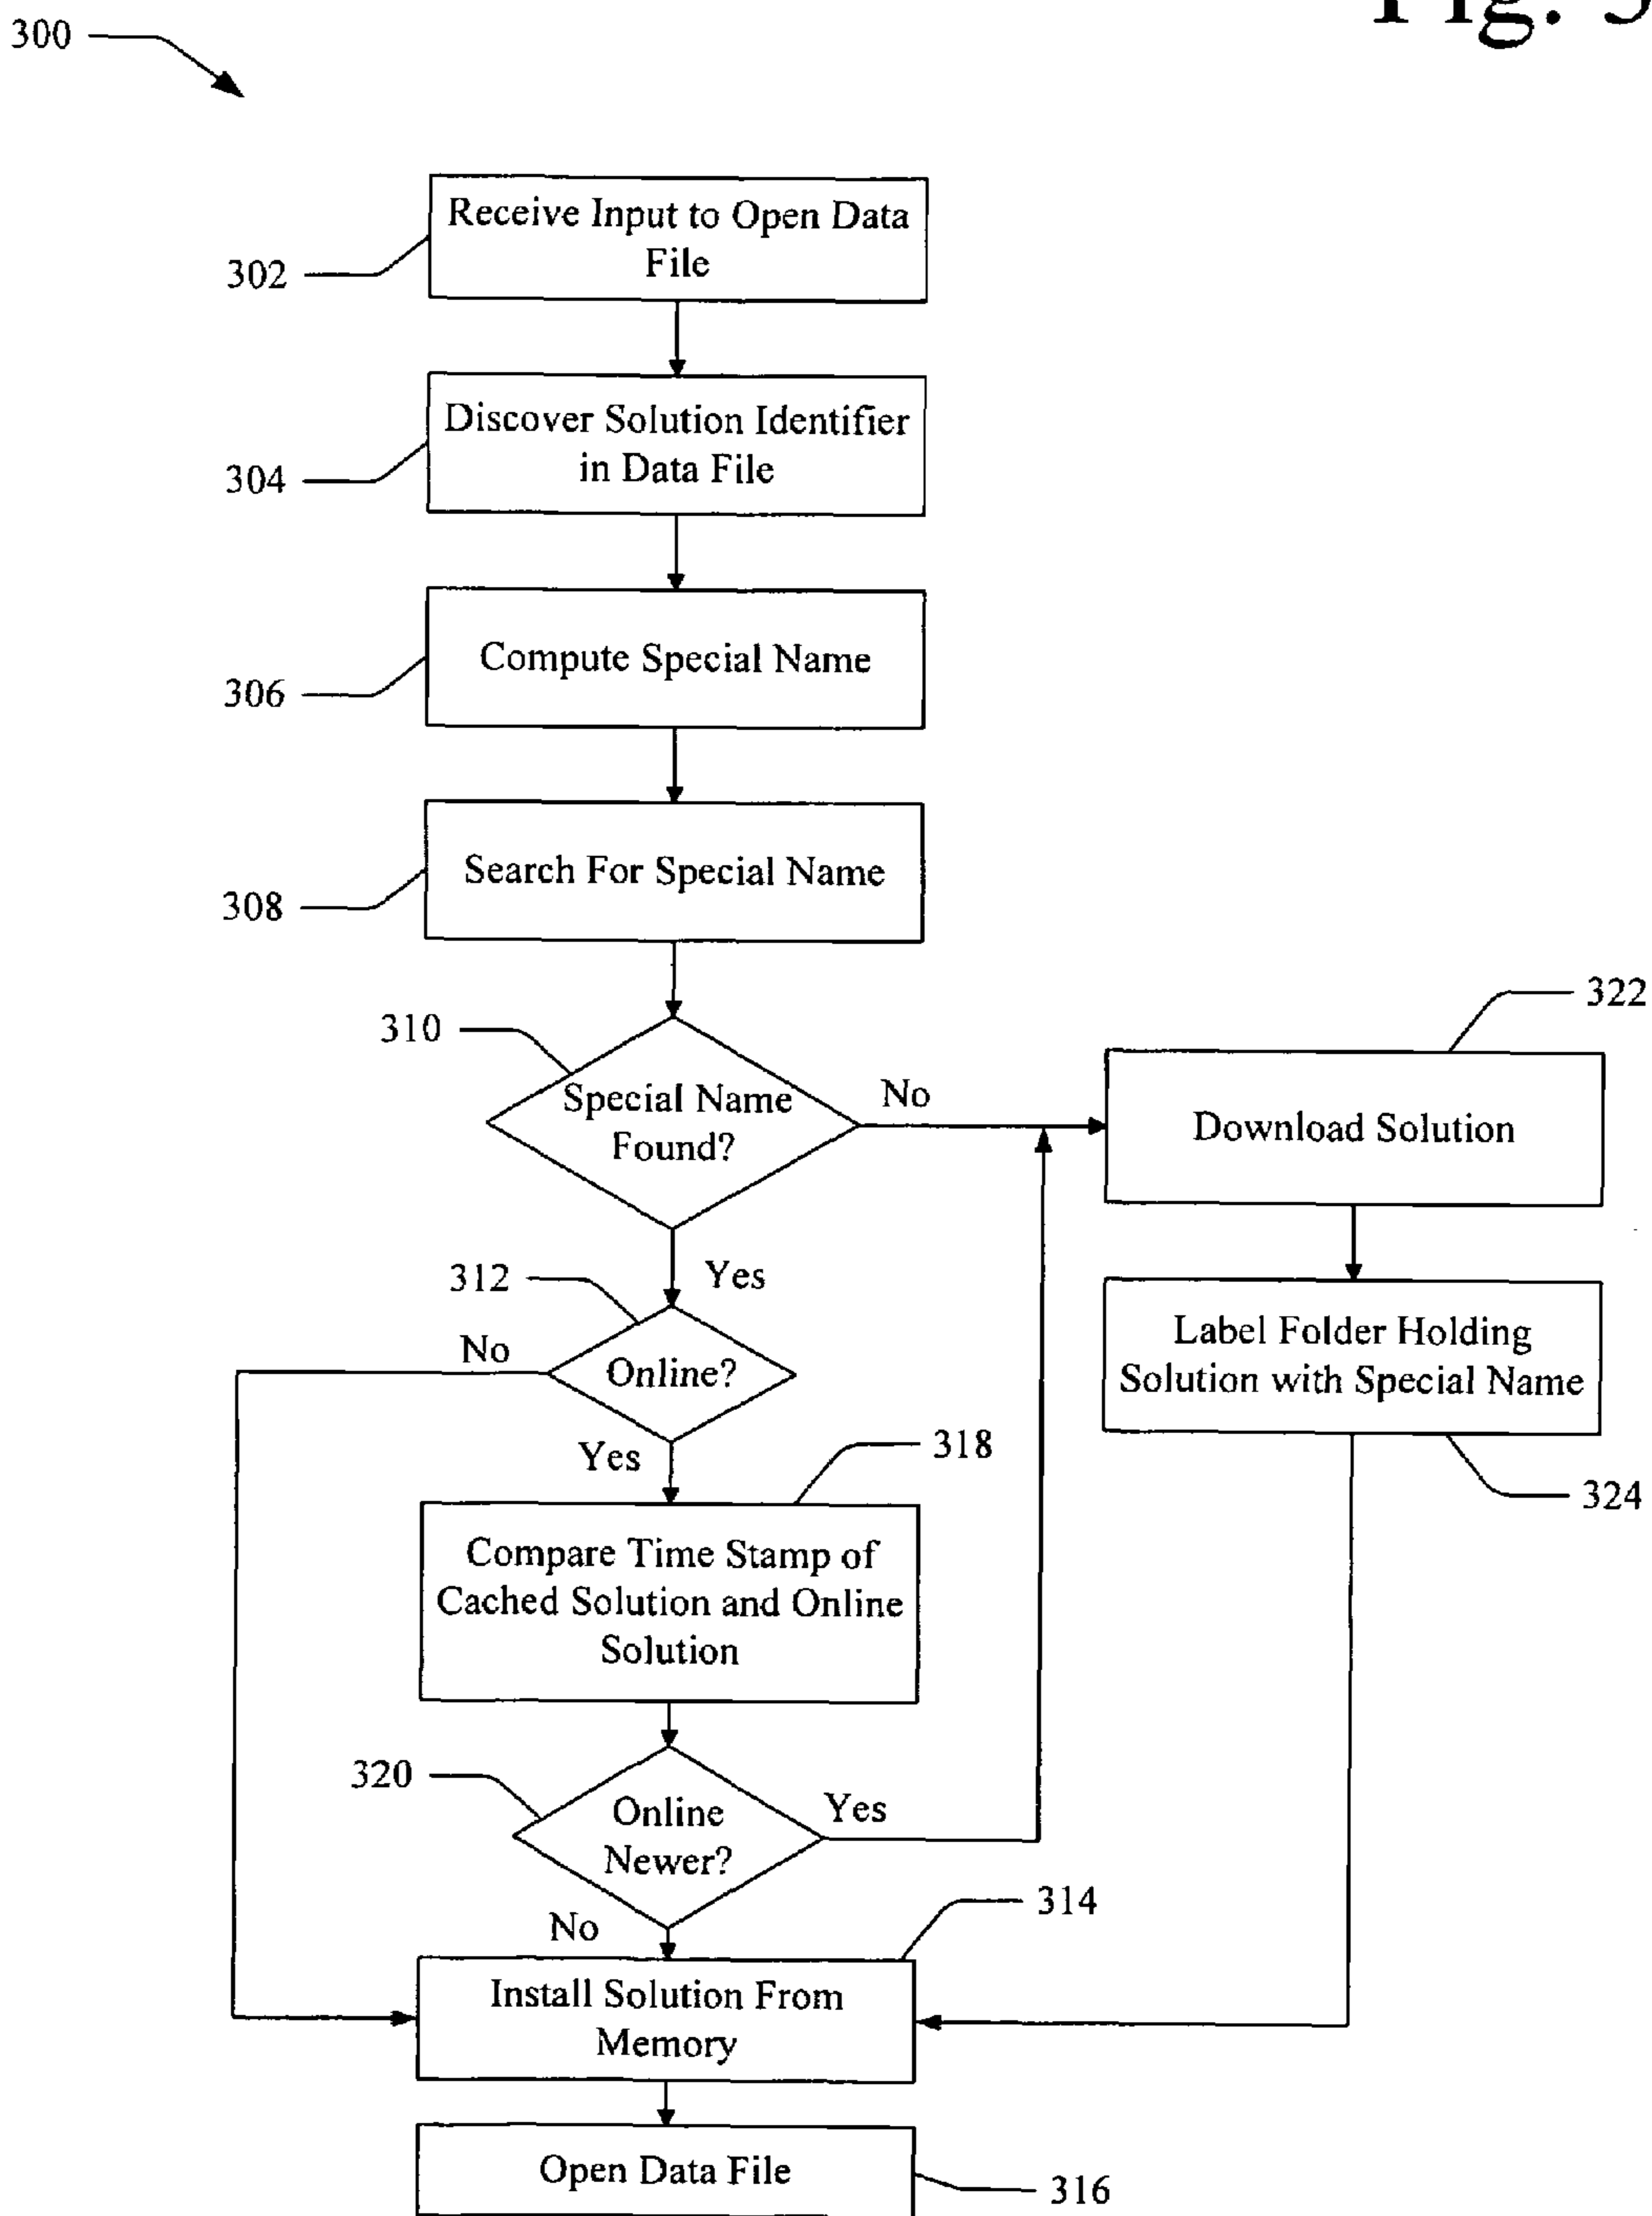 Fig. 3
300
Receive Input to Open Data
File
302
Discover Solution Identifier
in Data File
304
Compute Special Name
306
Search For Special Name
308
310
Special Name
Found?
No
322
Download Solution
Yes
312
No
Online?
Label Folder Holding
Solution with Special Name
Yes
318
324
Compare Time Stamp of
Cached Solution and Online
Solution
320
Online
Newer?
Yes
314
No
Install Solution From
Memory
Open Data File
316